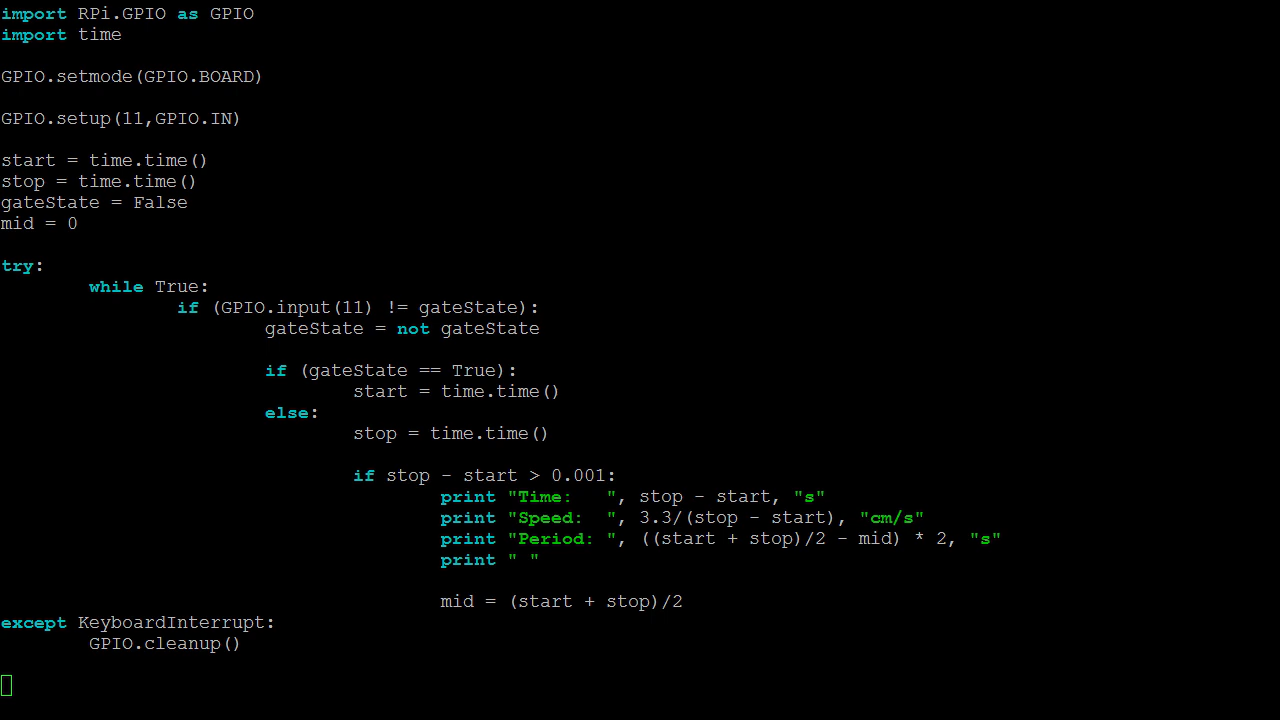 import RPi.GPIO as GPIO
import time

GPIO.setmode(GPIO.BOARD)

GPIO.setup(11,GPIO.IN)

start = time.time()
stop = time.time()
gateState = False
mid = 0

try:
        while True:
                if (GPIO.input(11) != gateState):
                        gateState = not gateState

                        if (gateState == True):
                                start = time.time()
                        else:
                                stop = time.time()

                                if stop - start > 0.001:
                                        print "Time:   ", stop - start, "s"
                                        print "Speed:  ", 3.3/(stop - start), "cm/s"
                                        print "Period: ", ((start + stop)/2 - mid) * 2, "s"
                                        print " "

                                        mid = (start + stop)/2
except KeyboardInterrupt:
        GPIO.cleanup()